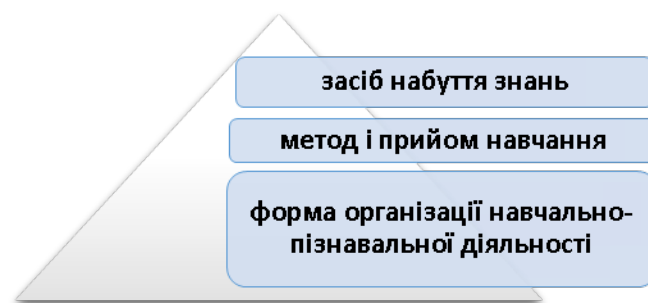 засіб набуття знань
метод і прийом навчання
форма організації навчально-
пізнавальної діяльності